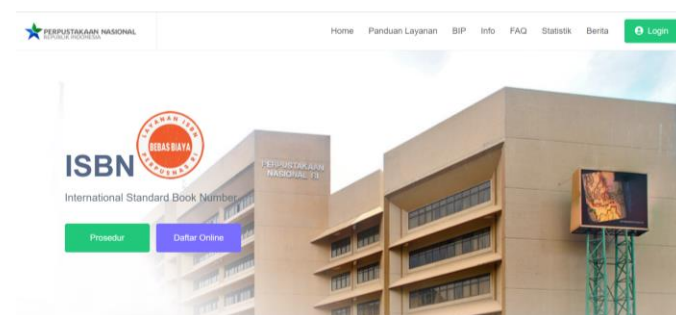 PERPUSTAKAAN NASIONAL
REPUBLIK INDONESIA
Home Panduan Layanan BIP Info FAQ Statistik Berita Login
LAYANAN ISBN
BEBAS BIAYA
PERPUSNAS RI
ISBN
PERPUSTAKAAN
NASIONAL RI
International Standard Book Number
Prosedur Daftar Online